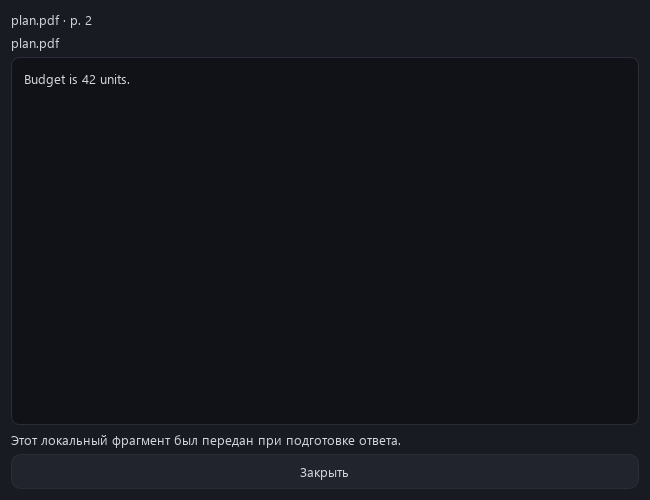 plan.pdf · p. 2
plan.pdf
Budget is 42 units.
Этот локальный фрагмент был передан при подготовке ответа.
Закрыть